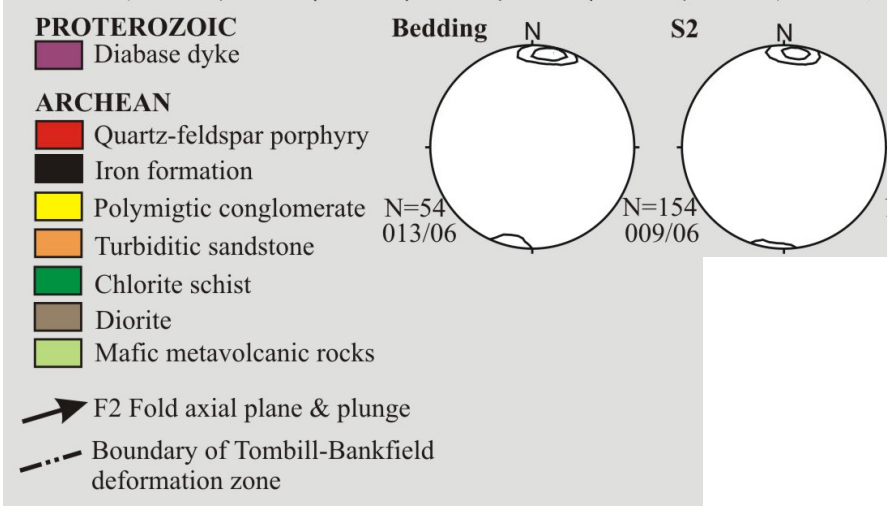 PROTEROZOIC
Diabase dyke
ARCHEAN
Quartz-feldspar porphyry
Iron formation
Polymigtic conglomerate
Turbiditic sandstone
Chlorite schist
Diorite
Mafic metavolcanic rocks
F2 Fold axial plane & plunge
Boundary of Tombill-Bankfield
deformation zone
Bedding
N
N=54
013/06
S2
N
N=154
009/06